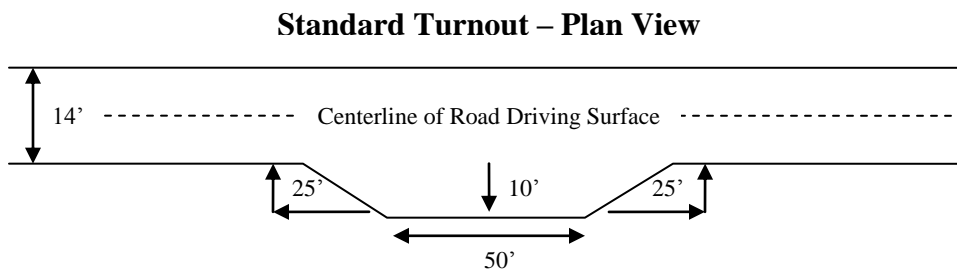 Standard Turnout – Plan View
14’
Centerline of Road Driving Surface
25’
10’
25’
50’